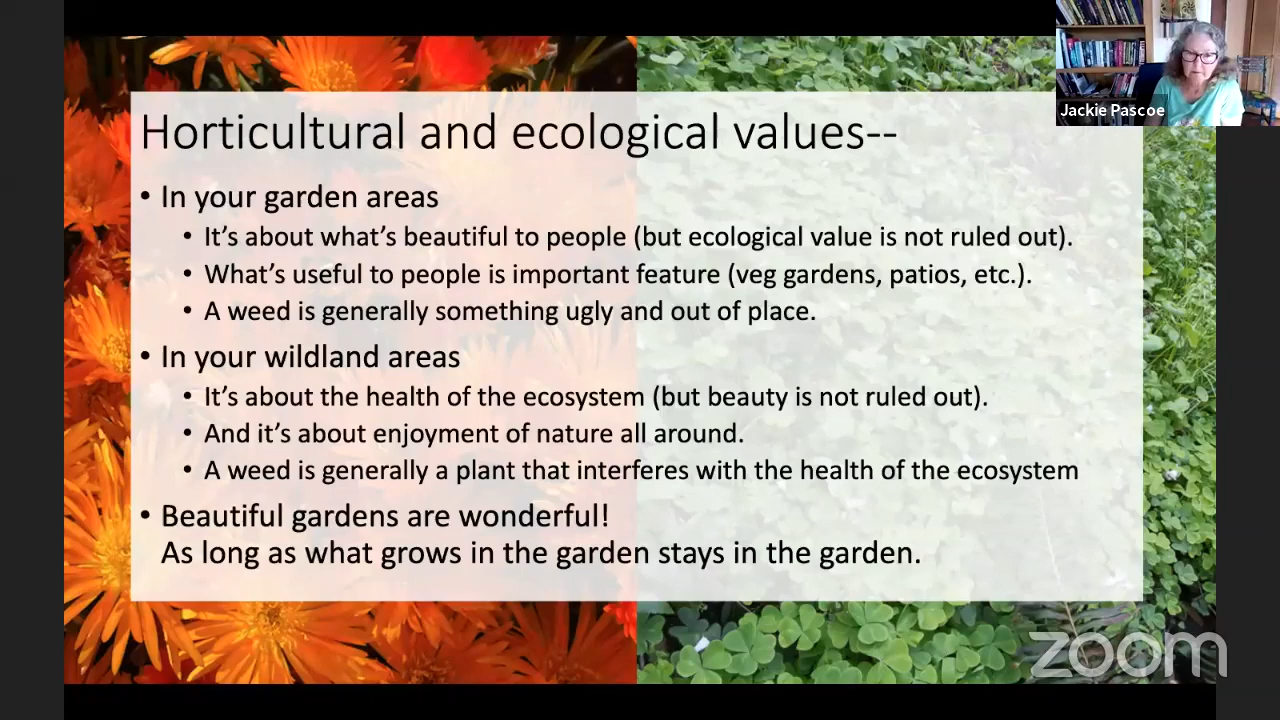 Jackie Pascoe
Horticultural and ecological values--
• In your garden areas
• It's about what's beautiful to people (but ecological value is not ruled out).
• What's useful to people is important feature (veg gardens, patios, etc.).
• A weed is generally something ugly and out of place.
• In your wildland areas
• It's about the health of the ecosystem (but beauty is not ruled out).
• And it's about enjoyment of nature all around.
• A weed is generally a plant that interferes with the health of the ecosystem
• Beautiful gardens are wonderful!
As long as what grows in the garden stays in the garden.
zoom